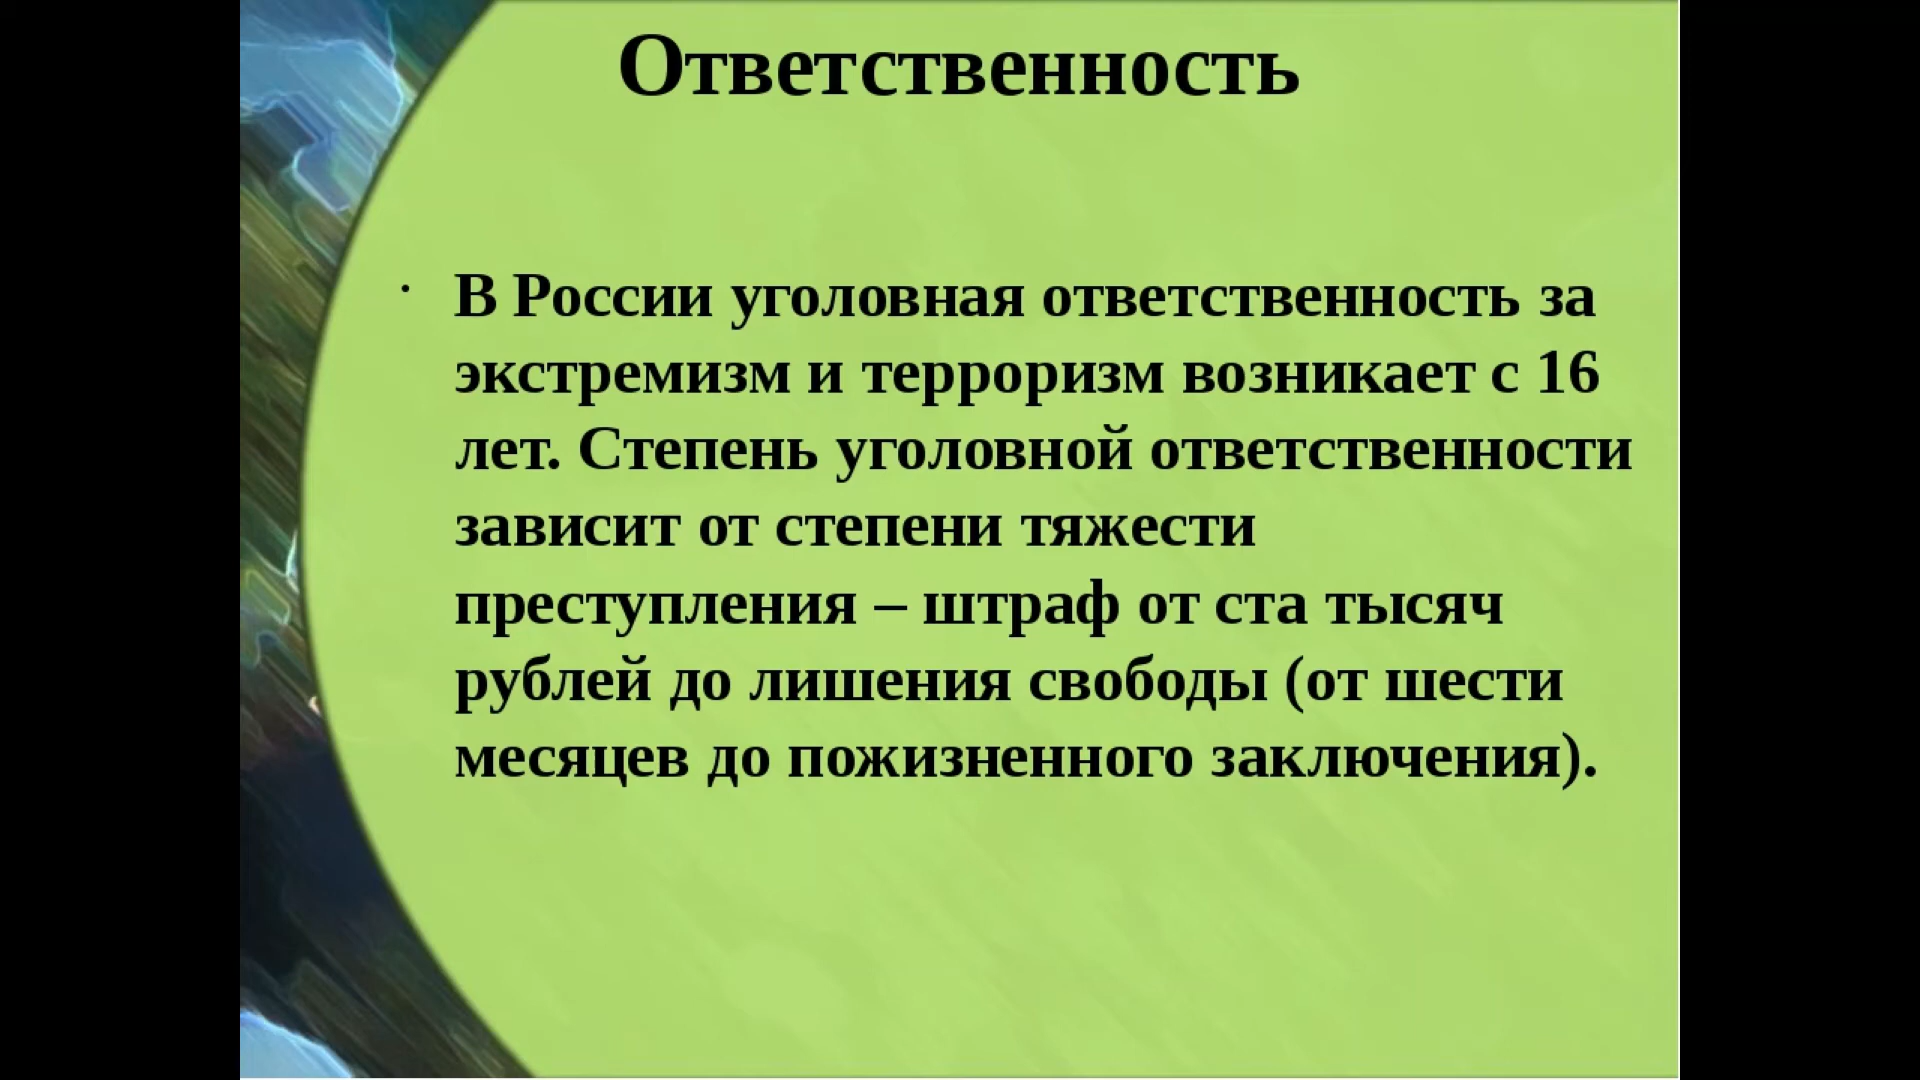 Ответственность
· В России уголовная ответственность за
экстремизм и терроризм возникает с 16
лет. Степень уголовной ответственности
зависит от степени тяжести
преступления – штраф от ста тысяч
рублей до лишения свободы (от шести
месяцев до пожизненного заключения).